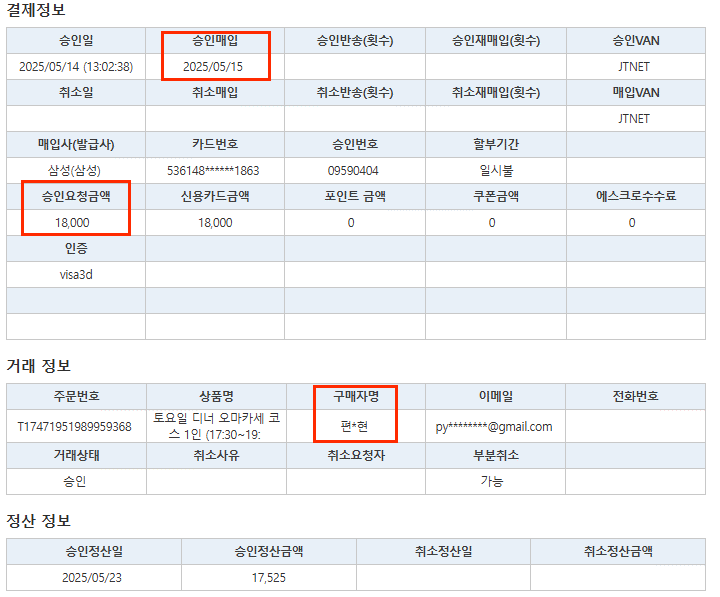 결제정보
승인일 승인매입 승인반송(횟수) 승인재매입(횟수) 승인VAN
2025/05/14 (13:02:38) 2025/05/15 JTNET
취소일 취소매입 취소반송(횟수) 취소재매입(횟수) 매입VAN
JTNET
매입사(발급사) 카드번호 승인번호 할부기간
삼성(삼성) 536148******1863 09590404 일시불
승인요청금액 신용카드금액 포인트 금액 쿠폰금액 에스크로수수료
18,000 18,000 0 0 0
인증
visa3d
거래 정보
주문번호 상품명 구매자명 이메일 전화번호
T17471951989959368 토요일 디너 오마카세 코스 1인 (17:30~19: 편*현 py********@gmail.com
거래상태 취소사유 취소요청자 부분취소
승인 가능
정산 정보
승인정산일 승인정산금액 취소정산일 취소정산금액
2025/05/23 17,525